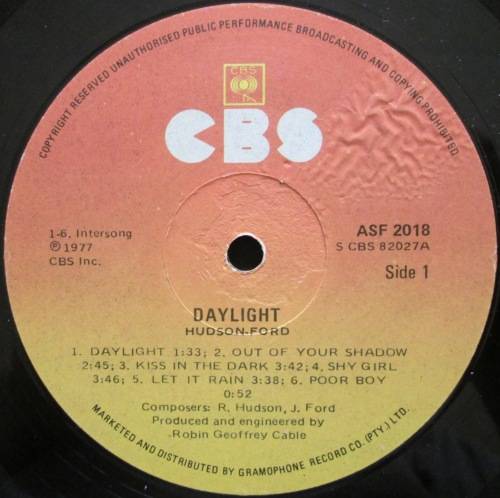 COPYRIGHT RESERVED UNAUTHORISED PUBLIC PERFORMANCE BROADCASTING AND COPYING PROHIBITED
CBS
CBS
1-6. Intersong
℗ 1977
CBS Inc.
ASF 2018
S CBS 82027A
Side 1
DAYLIGHT
HUDSON-FORD
1. DAYLIGHT 1:33; 2. OUT OF YOUR SHADOW
2:45; 3. KISS IN THE DARK 3:42; 4. SHY GIRL
3:46; 5. LET IT RAIN 3:38; 6. POOR BOY
0:52
Composers: R. Hudson, J. Ford
Produced and engineered by
Robin Geoffrey Cable
MARKETED AND DISTRIBUTED BY GRAMOPHONE RECORD CO. (PTY.) LTD.